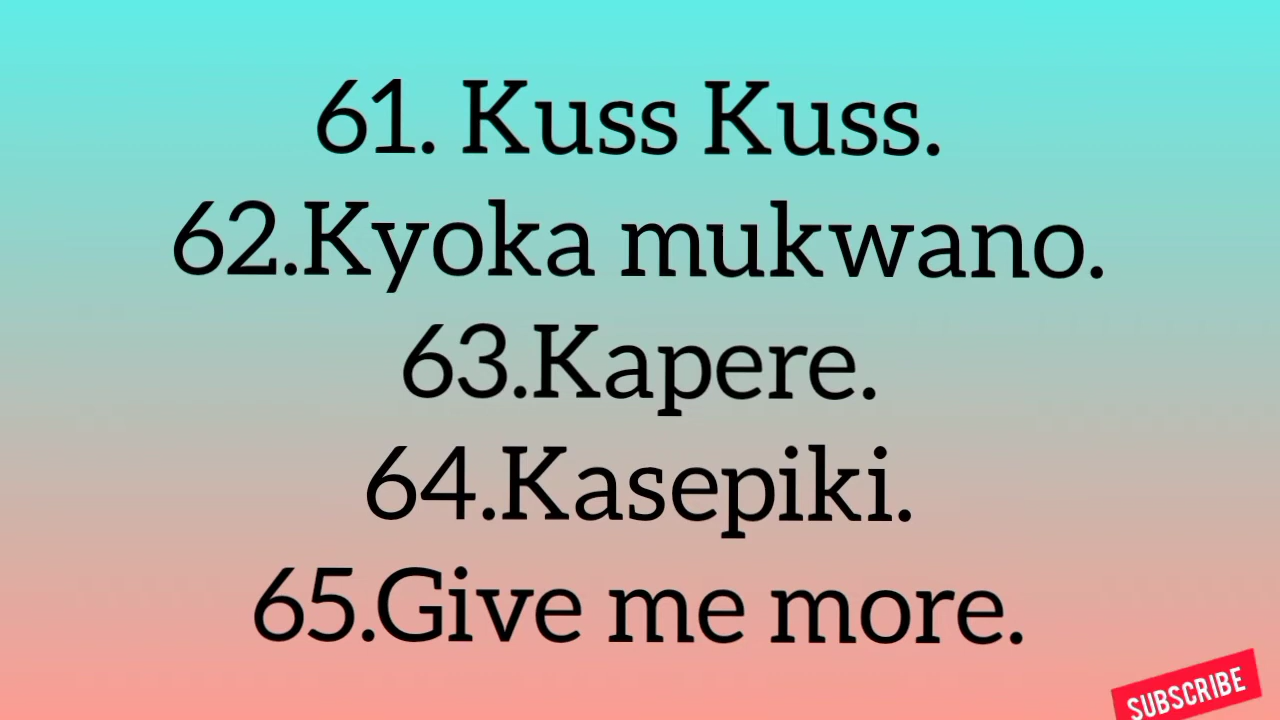 61. Kuss Kuss.
62.Kyoka mukwano.
63.Kapere.
64.Kasepiki.
65.Give me more.
SUBSCRIBE